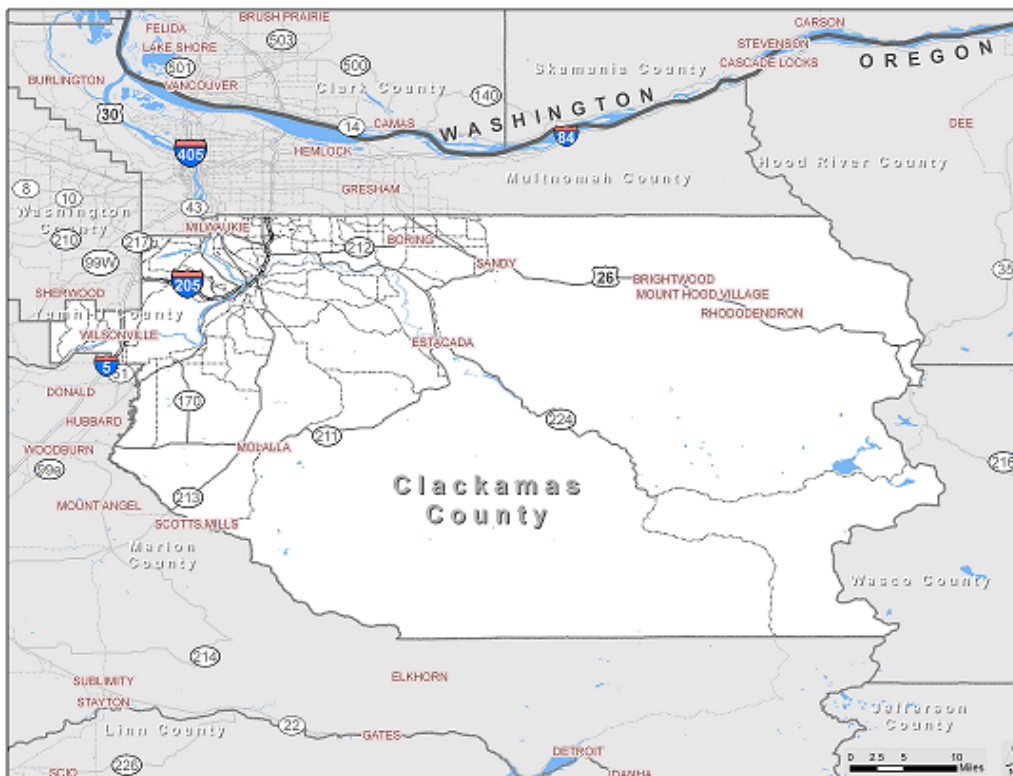 BRUSH PRAIRIE
CARSON
FELIDA
503
LAKE SHORE
STEVENSON
OREGON
501
500
Skamania County
CASCADE LOCKS
BURLINGTON
VANCOUVER
Clark County
140
30
WASHINGTON
14
CAMAS
DEE
84
405
HEMLOCK
Hood River County
Multnomah County
8
GRESHAM
10
43
Washington
County
MILWAUKIE
210
217
212
BORING
99W
SANDY
35
205
26
BRIGHTWOOD
SHERWOOD
MOUNT HOOD VILLAGE
Yamhill County
RHODODENDRON
WILSONVILLE
ESTACADA
5
51
DONALD
170
HUBBARD
224
211
WOODBURN
MOLALLA
99e
216
Clackamas
County
213
MOUNT ANGEL
SCOTTS MILLS
Marion
County
Wasco County
214
ELKHORN
SUBLIMITY
STAYTON
Jefferson
County
22
Linn County
GATES
DETROIT
226
0 2.5 5 10
Miles
SCIO
IDANHA